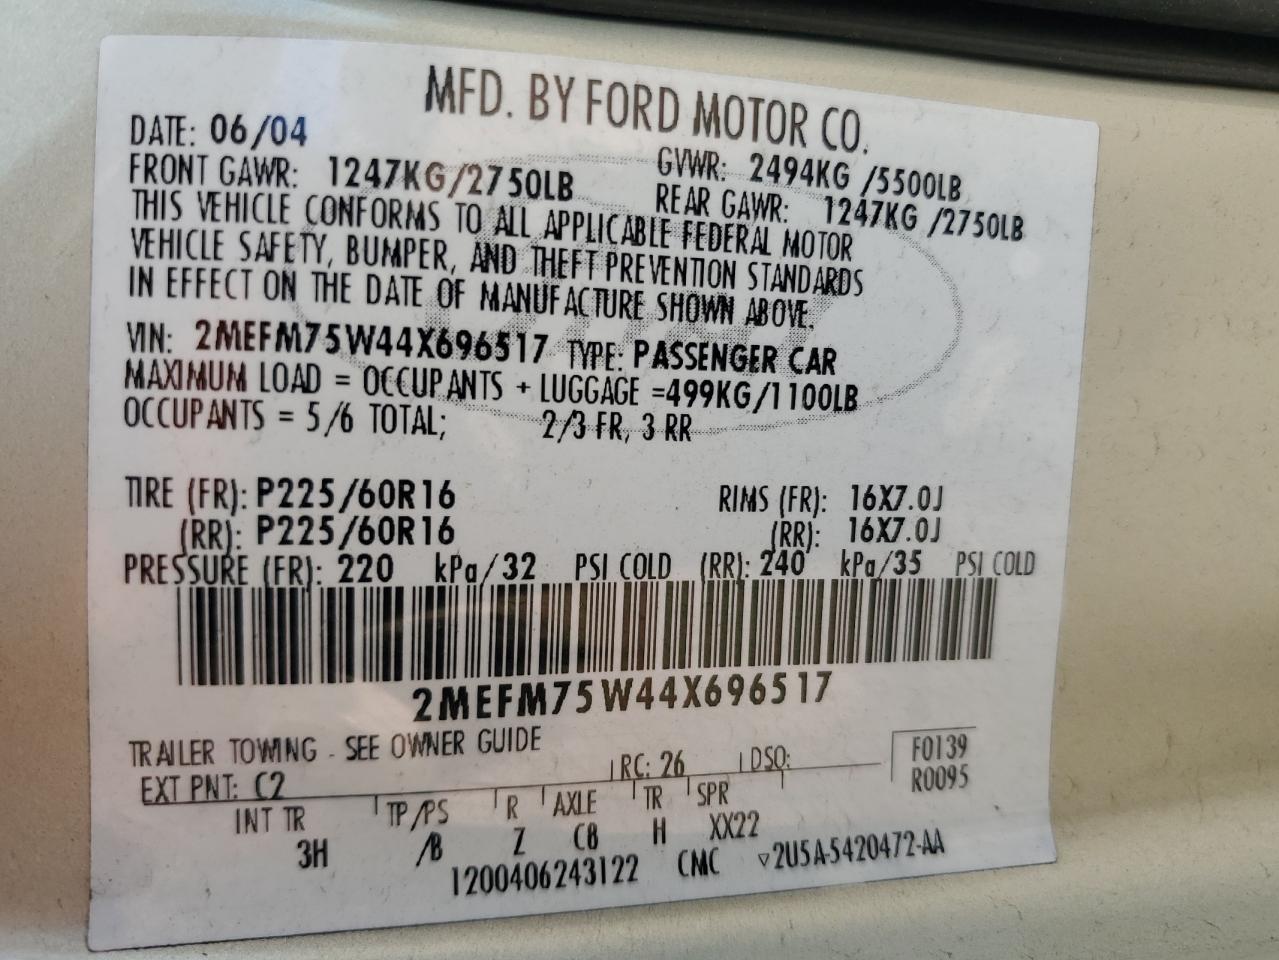 MFD. BY FORD MOTOR CO.
DATE: 06/04 GVWR: 2494KG /5500LB
FRONT GAWR: 1247KG/2750LB REAR GAWR: 1247KG /2750LB
THIS VEHICLE CONFORMS TO ALL APPLICABLE FEDERAL MOTOR
VEHICLE SAFETY, BUMPER, AND THEFT PREVENTION STANDARDS
IN EFFECT ON THE DATE OF MANUFACTURE SHOWN ABOVE.
VIN: 2MEFM75W44X696517 TYPE: PASSENGER CAR
MAXIMUM LOAD = OCCUPANTS + LUGGAGE =499KG/1100LB
OCCUPANTS = 5/6 TOTAL; 2/3 FR, 3 RR
TIRE (FR): P225/60R16 RIMS (FR): 16X7.0J
(RR): P225/60R16 (RR): 16X7.0J
PRESSURE (FR): 220 kPa/32 PSI COLD (RR): 240 kPa/35 PSI COLD
2MEFM75W44X696517
TRAILER TOWING - SEE OWNER GUIDE
EXT PNT: C2 RC: 26 DSO: F0139
R0095
INT TR TP/PS R AXLE TR SPR
3H /B Z C8 H XX22
1200406243122 CMC ▿2U5A-5420472-AA